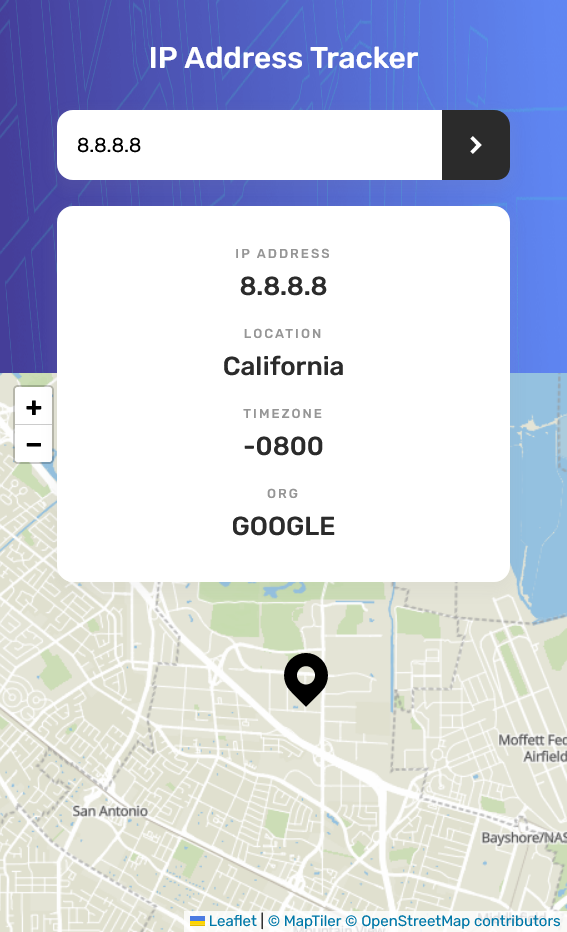 IP Address Tracker
8.8.8.8
IP ADDRESS
8.8.8.8
LOCATION
California
TIMEZONE
-0800
ORG
GOOGLE
+
−
Moffett Fed
Airfield
San Antonio
Bayshore/NAS
Leaflet | © MapTiler © OpenStreetMap contributors